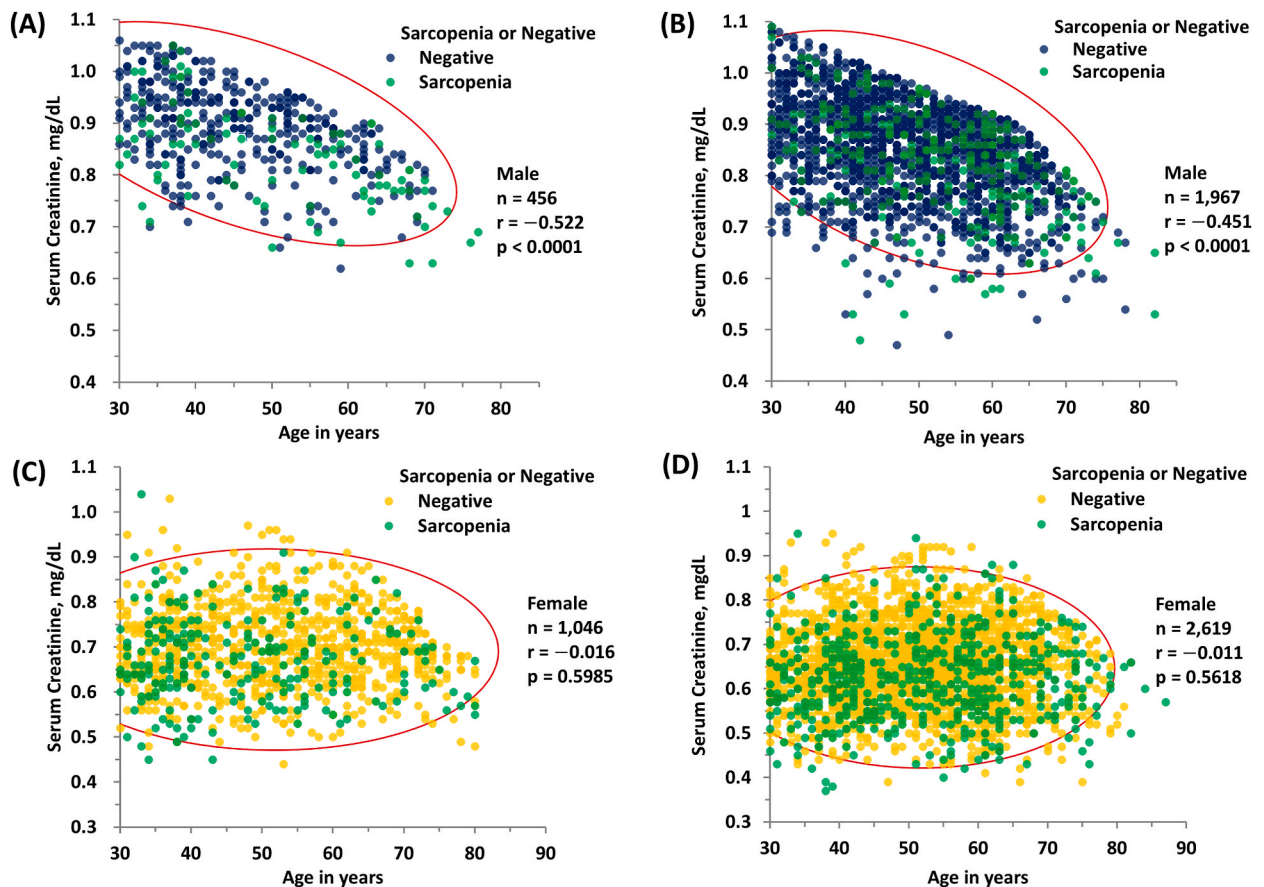 (A)
Sarcopenia or Negative
Negative
Sarcopenia
Serum Creatinine, mg/dL
1.1
1.0
0.9
0.8
0.7
0.6
0.5
0.4
Male
n = 456
r = −0.522
p < 0.0001
30 40 50 60 70 80
Age in years
(B)
Sarcopenia or Negative
Negative
Sarcopenia
Serum Creatinine, mg/dL
1.1
1.0
0.9
0.8
0.7
0.6
0.5
0.4
Male
n = 1,967
r = −0.451
p < 0.0001
30 40 50 60 70 80
Age in years
(C)
Sarcopenia or Negative
Negative
Sarcopenia
Serum Creatinine, mg/dL
1.1
1.0
0.9
0.8
0.7
0.6
0.5
0.4
0.3
Female
n = 1,046
r = −0.016
p = 0.5985
30 40 50 60 70 80 90
Age in years
(D)
Sarcopenia or Negative
Negative
Sarcopenia
Serum Creatinine, mgdL
1.1
1.0
0.9
0.8
0.7
0.6
0.5
0.4
0.3
Female
n = 2,619
r = −0.011
p = 0.5618
30 40 50 60 70 80 90
Age in years